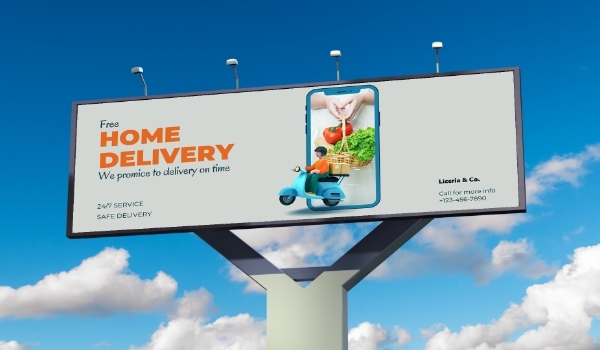 Free
HOME
DELIVERY
We promise to delivery on time
24/7 SERVICE
SAFE DELIVERY
Liceria & Co.
Call for more info
+123-456-7890